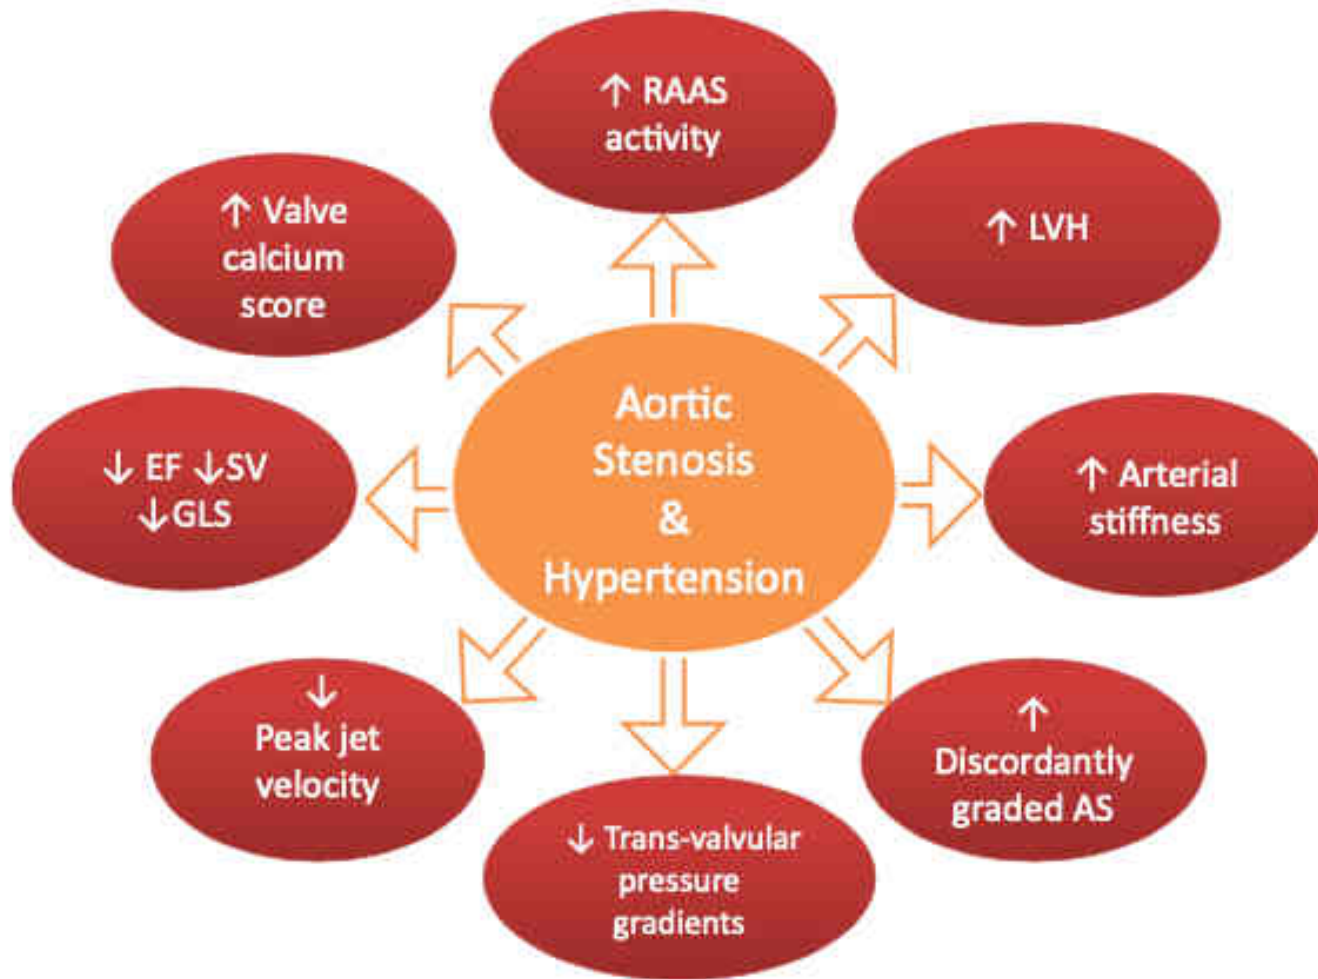 ↑ RAAS
activity
↑ LVH
↑ Arterial
stiffness
↑
Discordantly
graded AS
↓ Trans-valvular
pressure
gradients
↓
Peak jet
velocity
↓ EF ↓SV
↓GLS
↑ Valve
calcium
score
Aortic
Stenosis
&
Hypertension